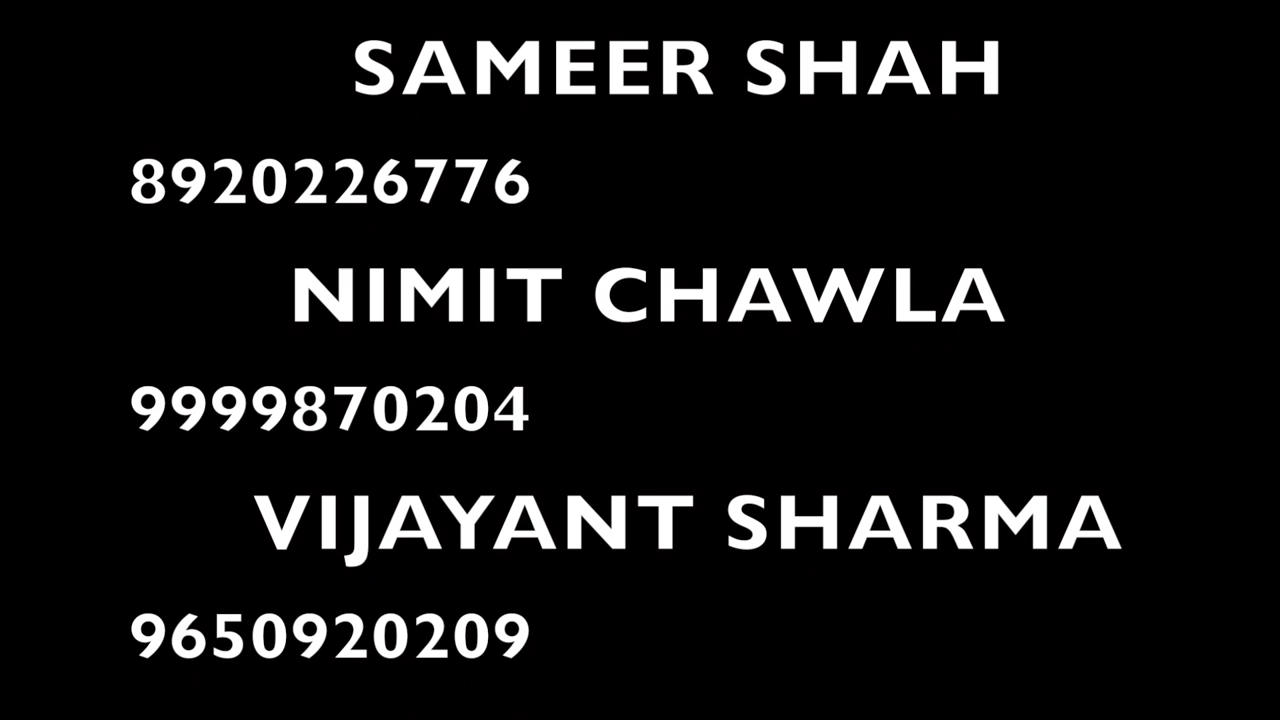 SAMEER SHAH
8920226776
NIMIT CHAWLA
9999870204
VIJAYANT SHARMA
9650920209